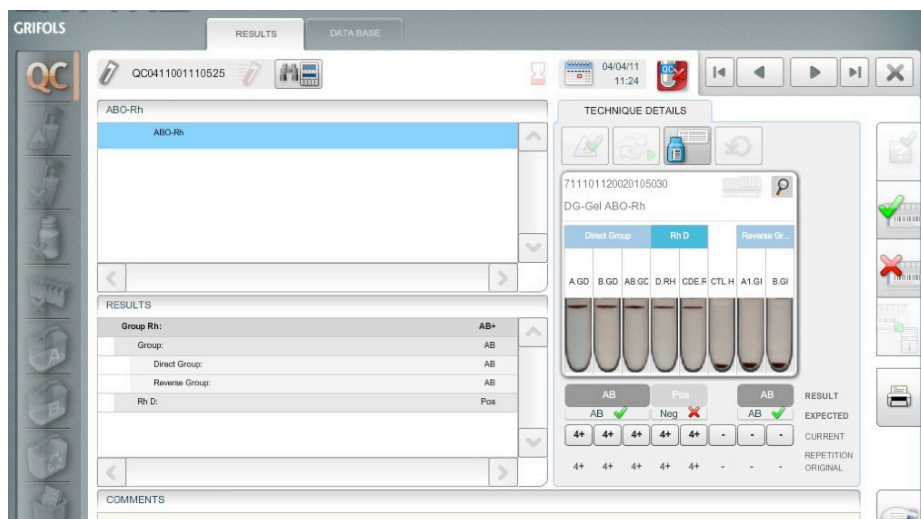 GRIFOLS
RESULTS
DATA BASE
QC
QC0411001110525
04/04/11
11:24
QC
ABO-Rh
ABO-Rh
TECHNIQUE DETAILS
711101120020105030
DG-Gel ABO-Rh
Direct Group
Rh D
Reverse Gr...
A.GD
B.GD
AB.GD
D.RH
CDE.R
CTL.H
A1.GI
B.GI
RESULTS
Group Rh: AB+
Group: AB
Direct Group: AB
Reverse Group: AB
Rh D: Pos
AB Pos AB RESULT
AB Neg AB EXPECTED
4+ 4+ 4+ 4+ 4+ - - - CURRENT
REPETITION
4+ 4+ 4+ 4+ 4+ - - - ORIGINAL
COMMENTS
A
B